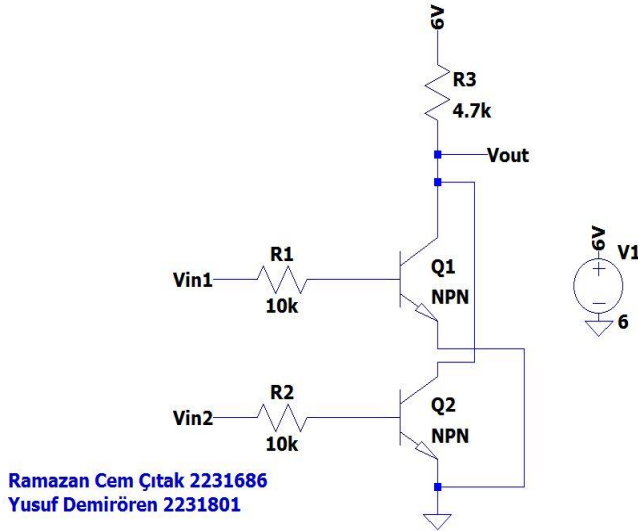 6V
R3
4.7k
Vout
R1
Vin1
10k
Q1
NPN
6V
V1
6
R2
Vin2
10k
Q2
NPN
Ramazan Cem Çıtak 2231686
Yusuf Demirören 2231801